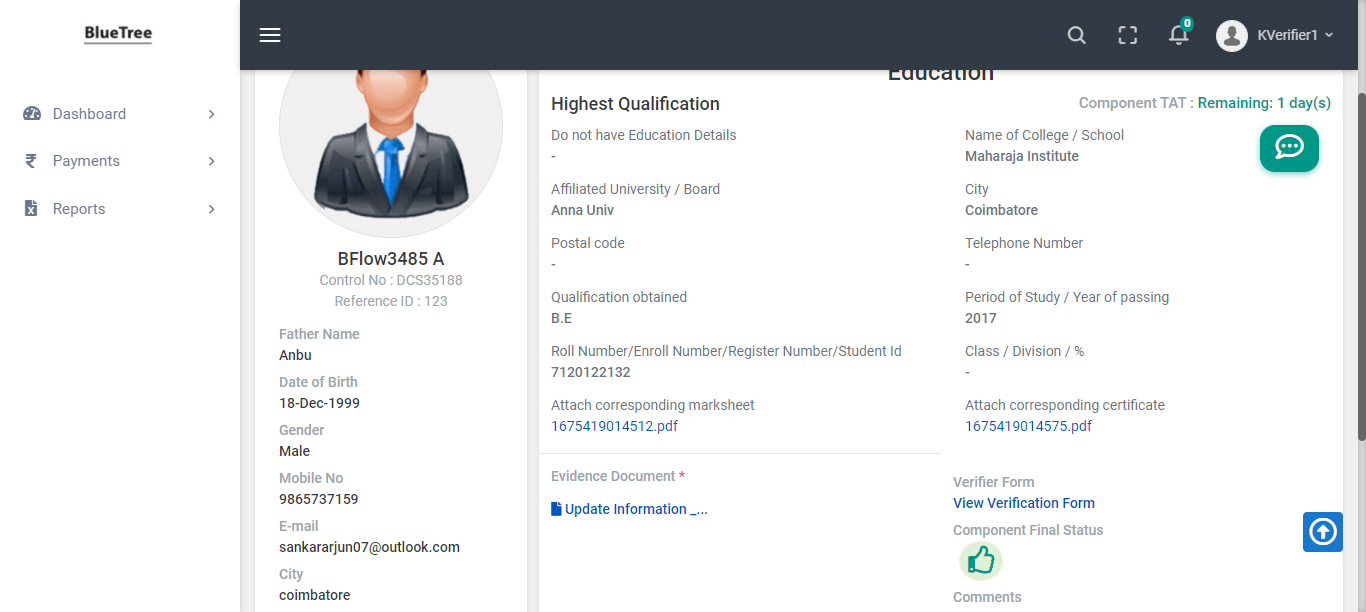 BlueTree
0
KVerifier1
Dashboard
Payments
Reports
BFlow3485 A
Control No : DCS35188
Reference ID : 123
Father Name
Anbu
Date of Birth
18-Dec-1999
Gender
Male
Mobile No
9865737159
E-mail
sankararjun07@outlook.com
City
coimbatore
Education
Highest Qualification
Component TAT : Remaining: 1 day(s)
Do not have Education Details
-
Name of College / School
Maharaja Institute
Affiliated University / Board
Anna Univ
City
Coimbatore
Postal code
-
Telephone Number
-
Qualification obtained
B.E
Period of Study / Year of passing
2017
Roll Number/Enroll Number/Register Number/Student Id
7120122132
Class / Division / %
-
Attach corresponding marksheet
1675419014512.pdf
Attach corresponding certificate
1675419014575.pdf
Evidence Document *
Update Information _...
Verifier Form
View Verification Form
Component Final Status
Comments